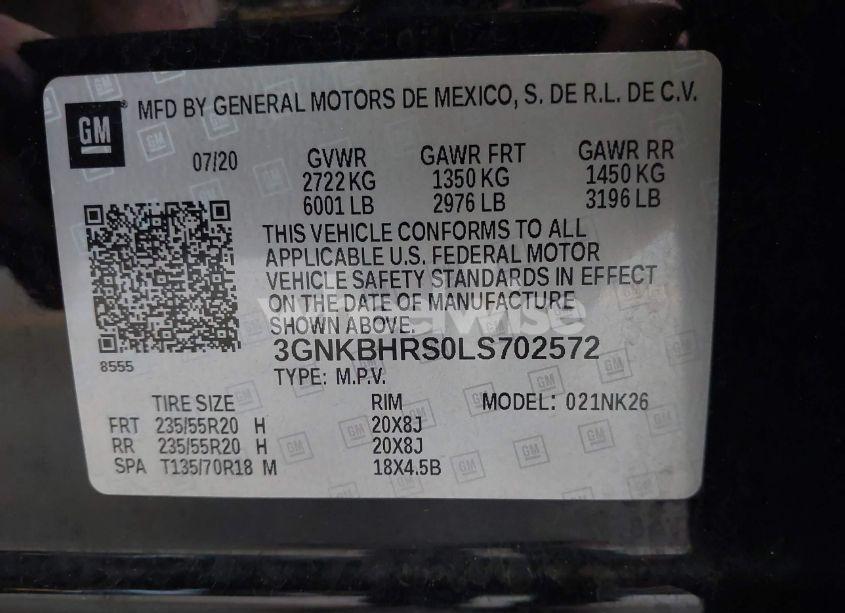 GM
MFD BY GENERAL MOTORS DE MEXICO, S. DE R.L. DE C.V.
07/20 GVWR GAWR FRT GAWR RR
2722 KG 1350 KG 1450 KG
6001 LB 2976 LB 3196 LB
THIS VEHICLE CONFORMS TO ALL
APPLICABLE U.S. FEDERAL MOTOR
VEHICLE SAFETY STANDARDS IN EFFECT
ON THE DATE OF MANUFACTURE
SHOWN ABOVE.
8555
3GNKBHRS0LS702572
TYPE: M.P.V.
TIRE SIZE RIM MODEL: 021NK26
FRT 235/55R20 H 20X8J
RR 235/55R20 H 20X8J
SPA T135/70R18 M 18X4.5B